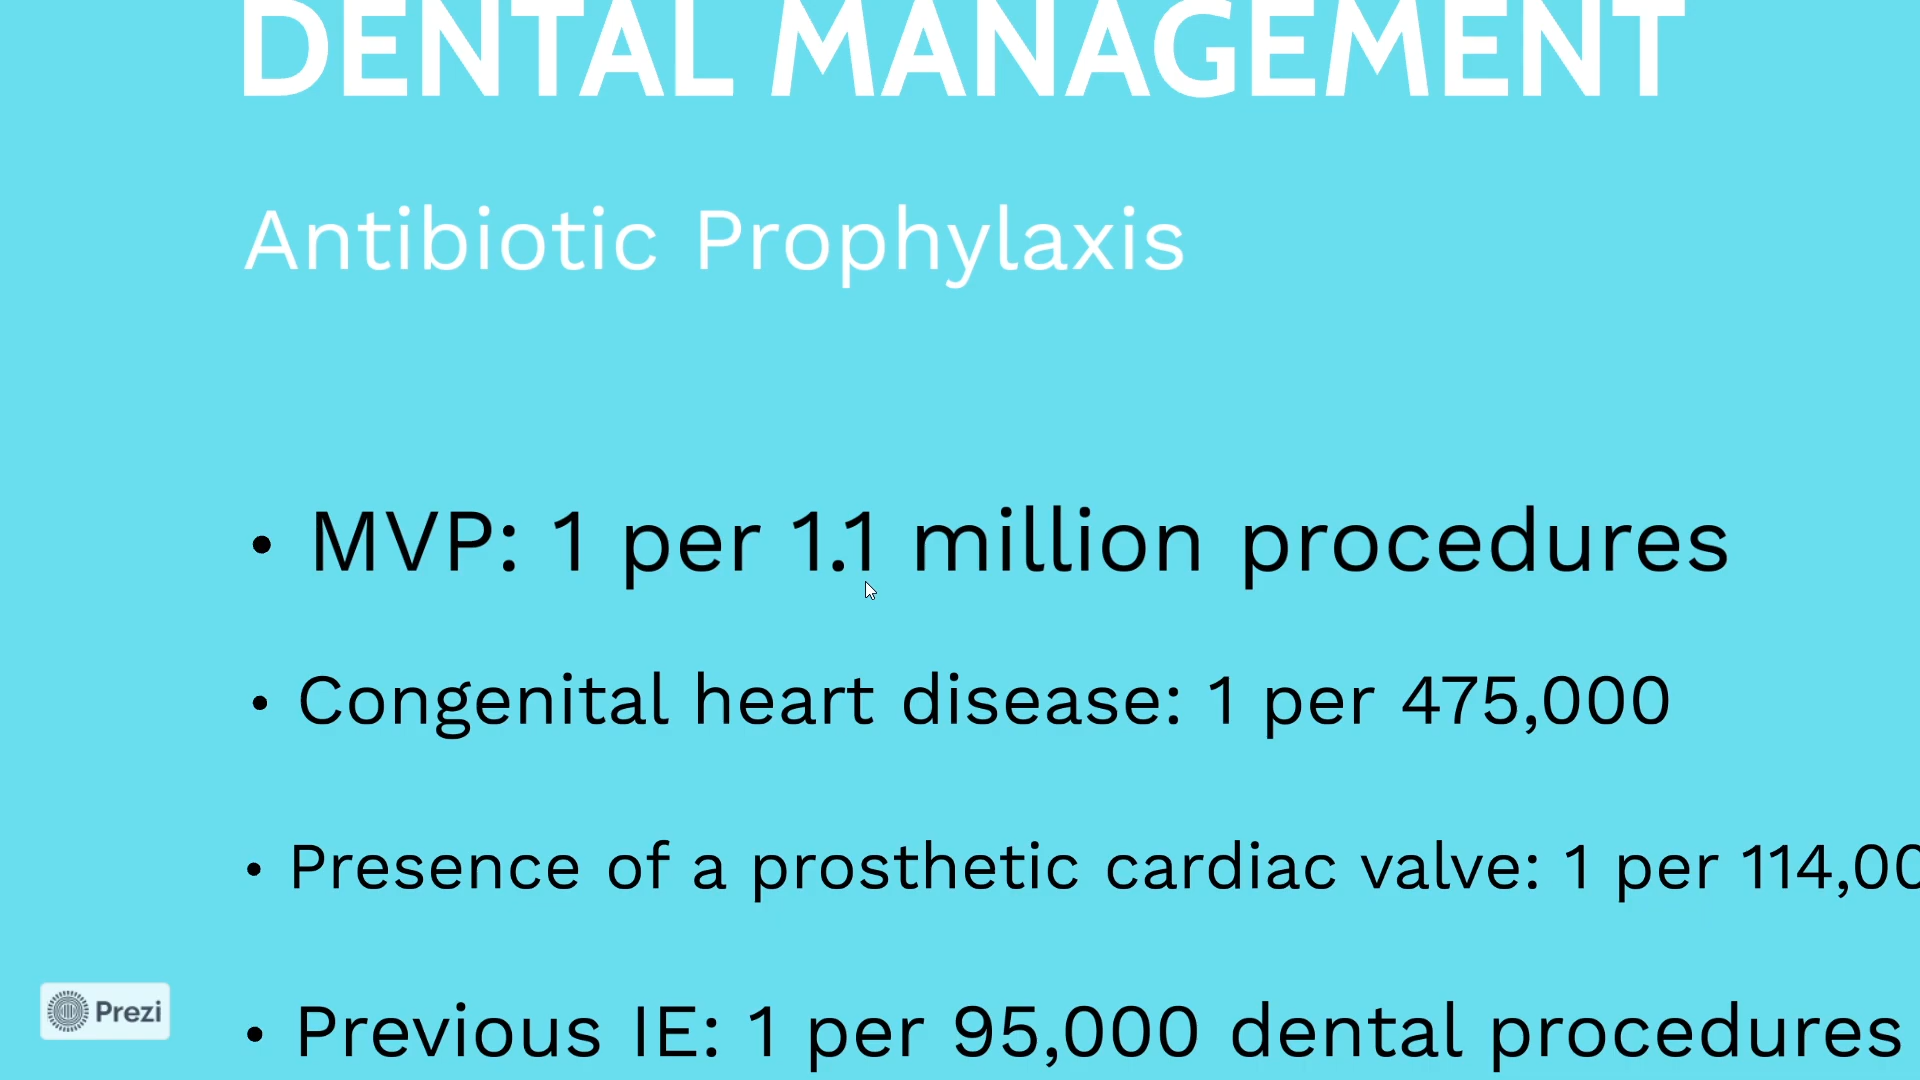 DENTAL MANAGEMENT
Antibiotic Prophylaxis
• MVP: 1 per 1.1 million procedures
• Congenital heart disease: 1 per 475,000
• Presence of a prosthetic cardiac valve: 1 per 114,00
• Previous IE: 1 per 95,000 dental procedures
Prezi